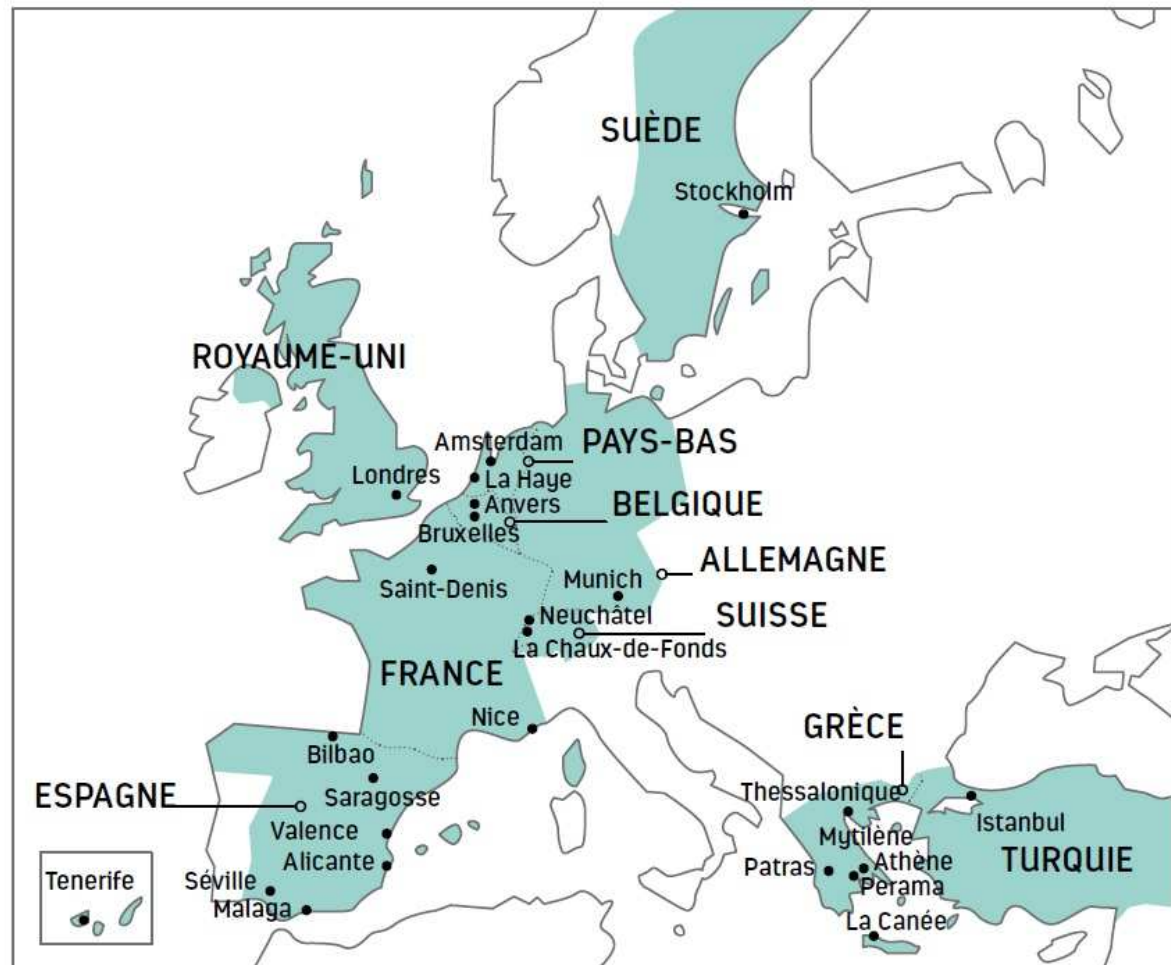 SUÈDE
Stockholm
ROYAUME-UNI
Londres
Amsterdam
PAYS-BAS
La Haye
Anvers
BELGIQUE
Bruxelles
ALLEMAGNE
Saint-Denis
Munich
SUISSE
Neuchâtel
La Chaux-de-Fonds
FRANCE
Nice
GRÈCE
Bilbao
ESPAGNE
Saragosse
Thessalonique
Istanbul
Valence
Mytilène
TURQUIE
Alicante
Patras
Athène
Perama
Tenerife
Séville
Malaga
La Canée